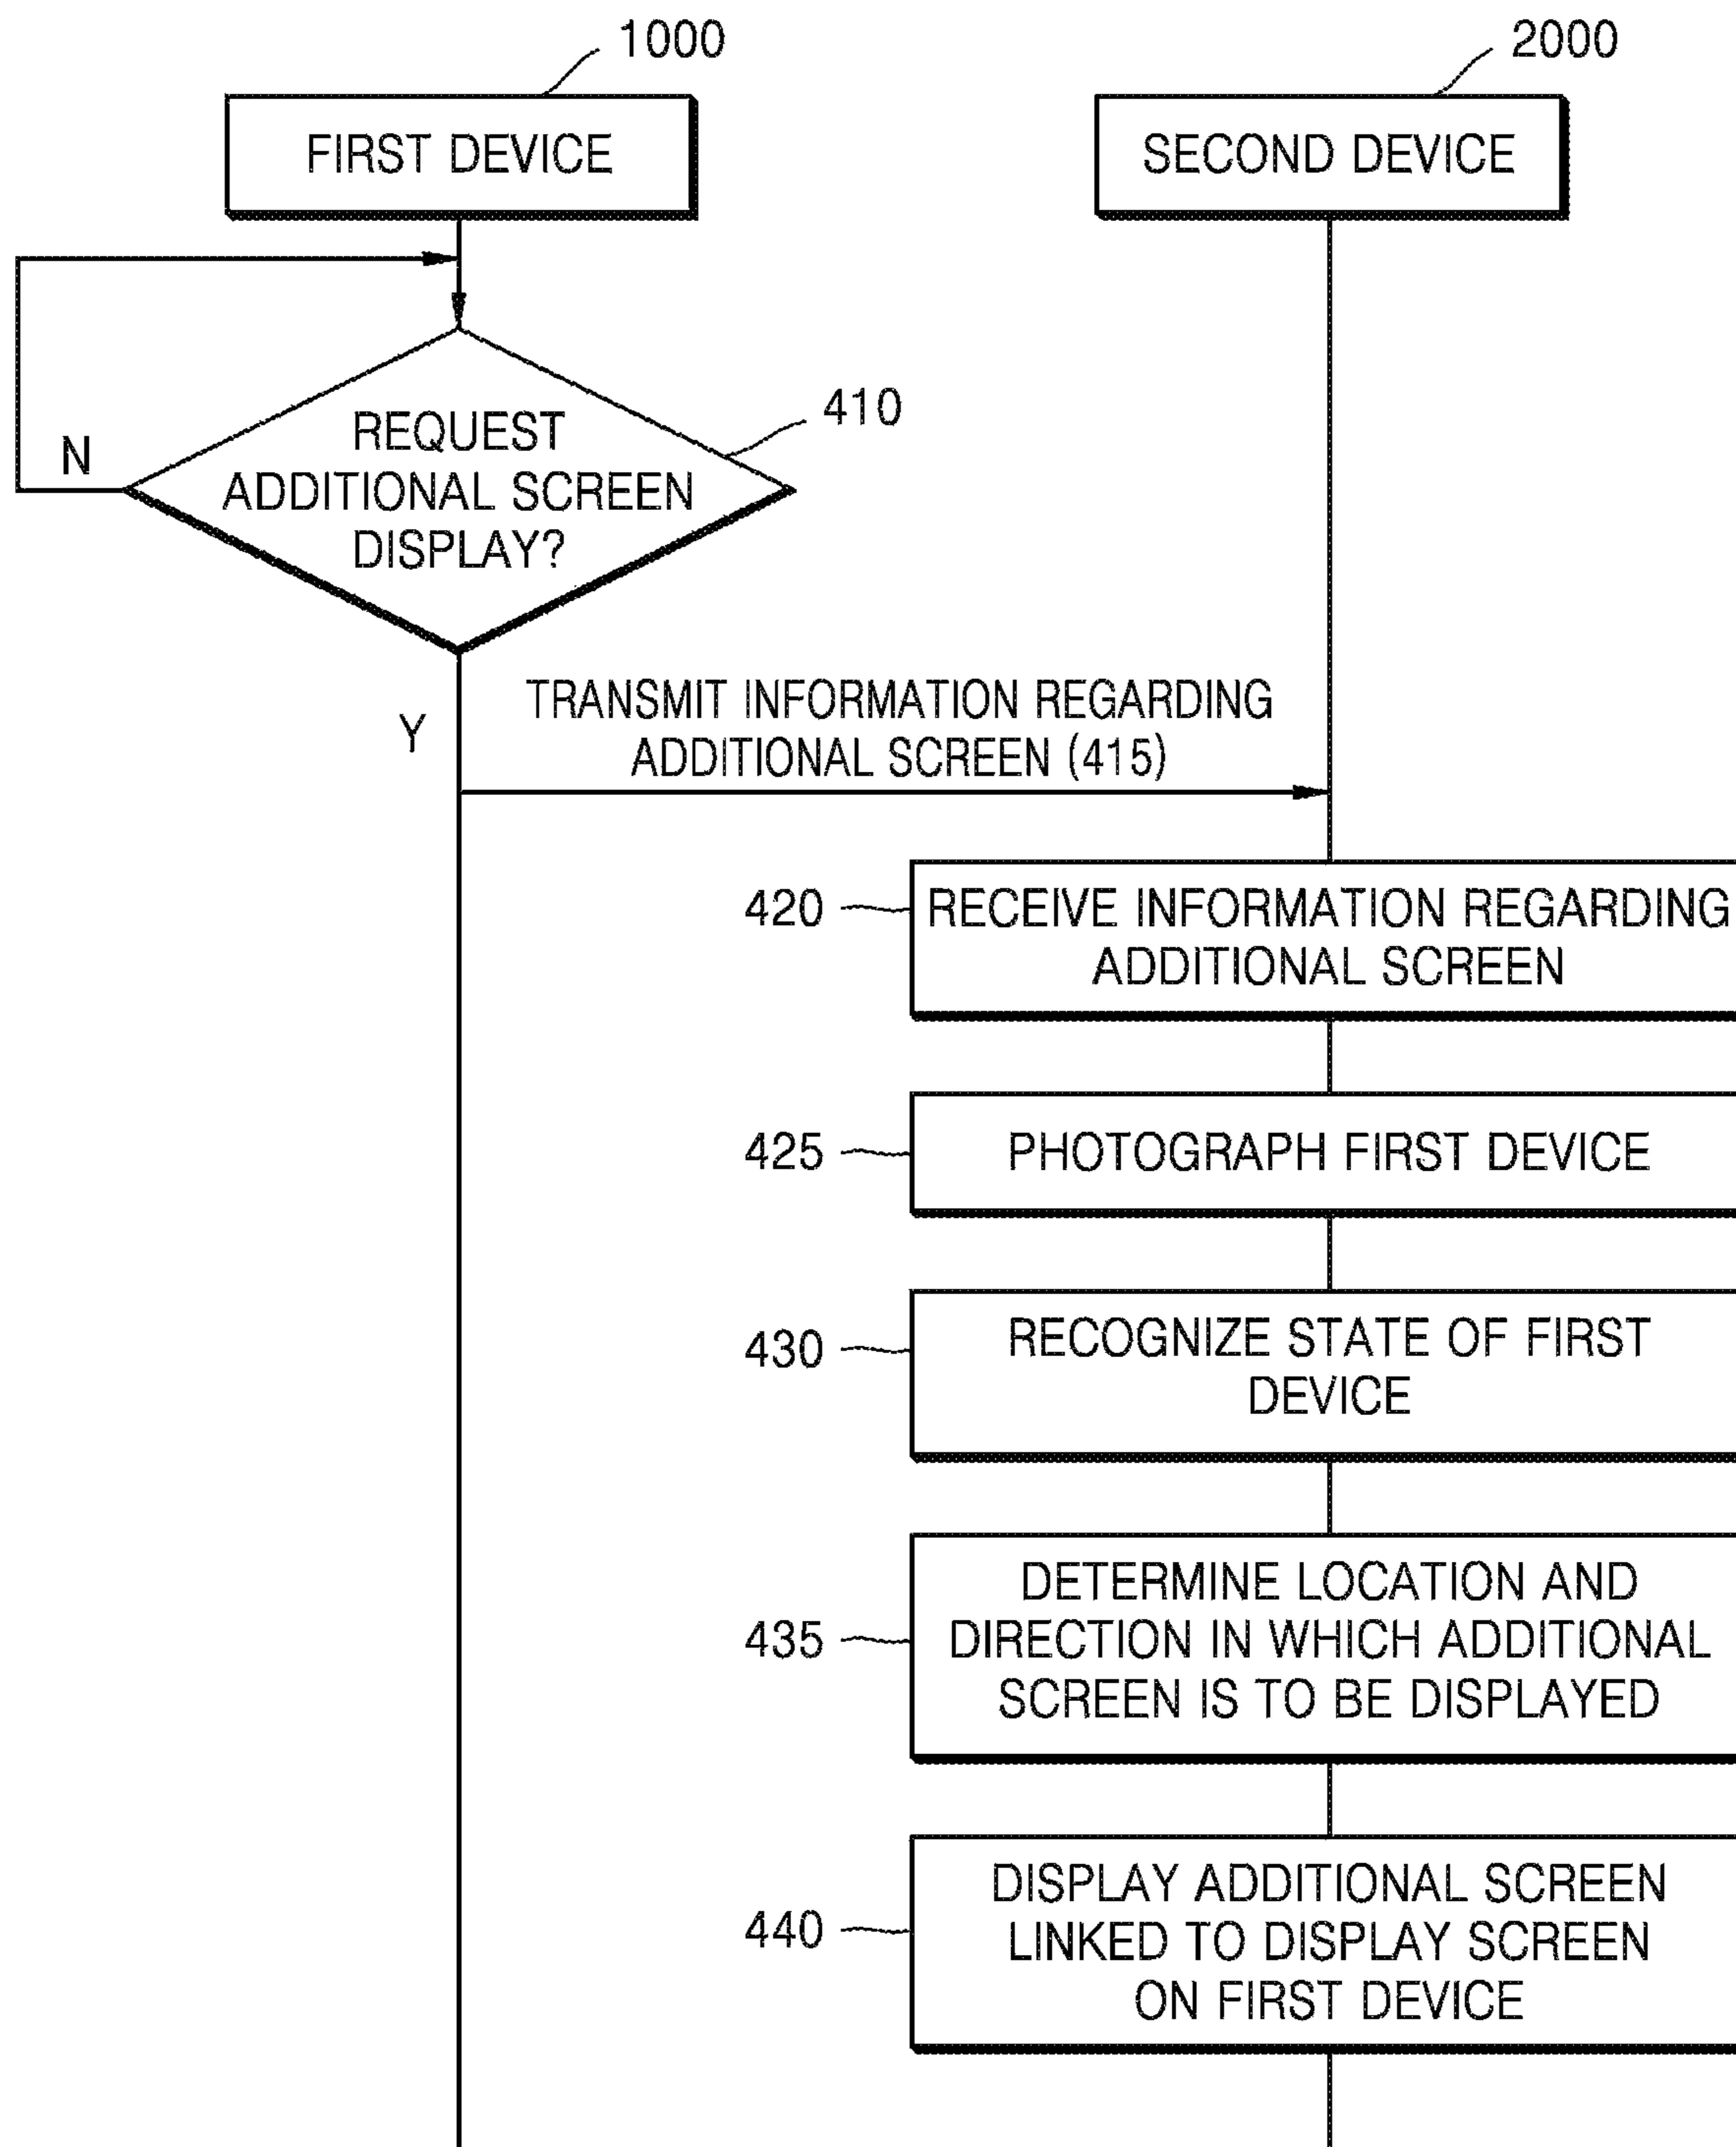 1000
2000
FIRST DEVICE
SECOND DEVICE
410
REQUEST
ADDITIONAL SCREEN
DISPLAY?
N
Y
TRANSMIT INFORMATION REGARDING
ADDITIONAL SCREEN (415)
420
RECEIVE INFORMATION REGARDING
ADDITIONAL SCREEN
425
PHOTOGRAPH FIRST DEVICE
430
RECOGNIZE STATE OF FIRST
DEVICE
435
DETERMINE LOCATION AND
DIRECTION IN WHICH ADDITIONAL
SCREEN IS TO BE DISPLAYED
440
DISPLAY ADDITIONAL SCREEN
LINKED TO DISPLAY SCREEN
ON FIRST DEVICE